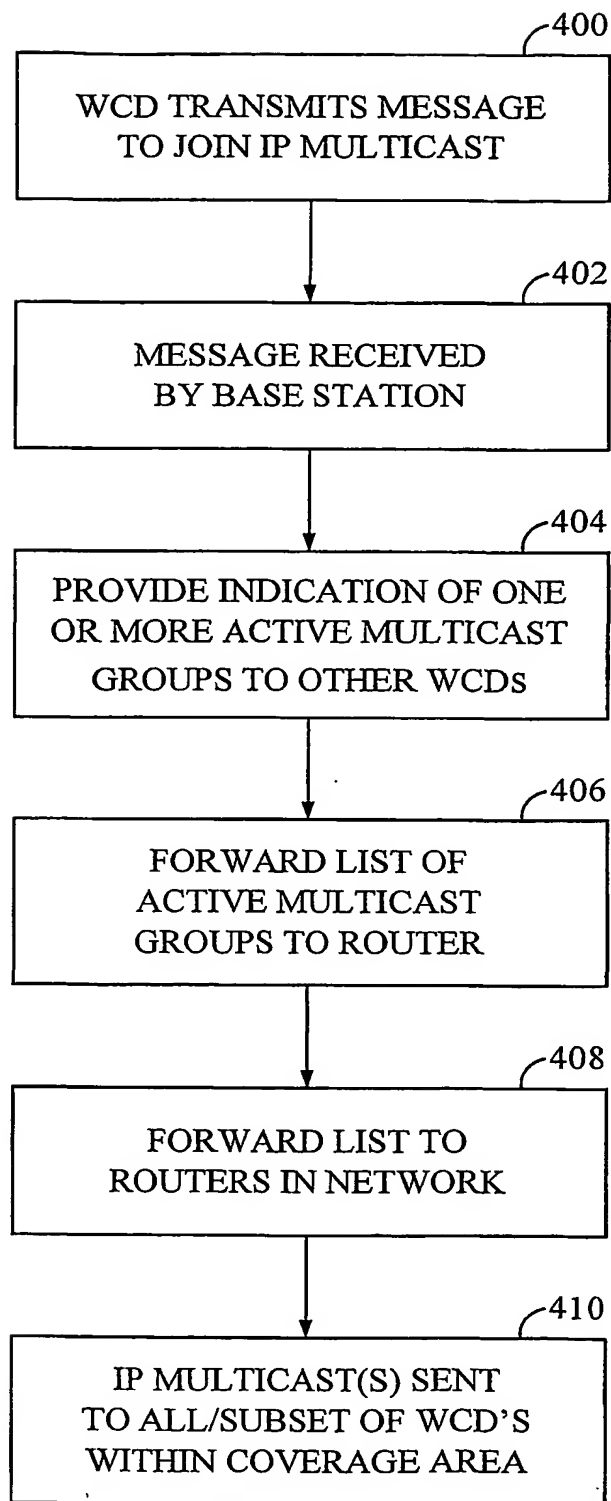 400
WCD TRANSMITS MESSAGE
TO JOIN IP MULTICAST
402
MESSAGE RECEIVED
BY BASE STATION
404
PROVIDE INDICATION OF ONE
OR MORE ACTIVE MULTICAST
GROUPS TO OTHER WCDS
406
FORWARD LIST OF
ACTIVE MULTICAST
GROUPS TO ROUTER
408
FORWARD LIST TO
ROUTERS IN NETWORK
410
IP MULTICAST(S) SENT
TO ALL/SUBSET OF WCD'S
WITHIN COVERAGE AREA